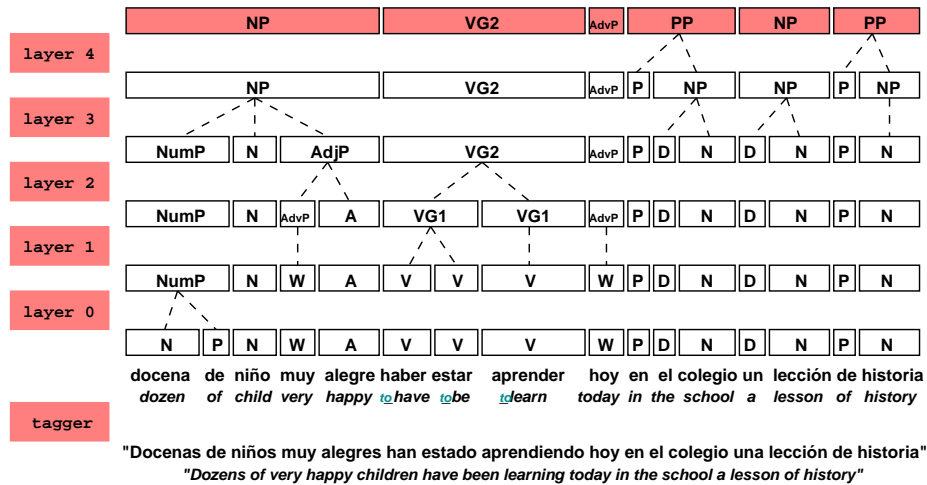 NP VG2 AdvP PP NP PP
layer 4
NP VG2 AdvP P NP NP P NP
layer 3
NumP N AdjP VG2 AdvP P D N D N P N
layer 2
NumP N AdvP A VG1 VG1 AdvP P D N D N P N
layer 1
NumP N W A V V V W P D N D N P N
layer 0
N P N W A V V V W P D N D N P N
docena de niño muy alegre haber estar aprender hoy en el colegio un lección de historia
dozen of child very happy to have to be to learn today in the school a lesson of history
tagger
"Docenas de niños muy alegres han estado aprendiendo hoy en el colegio una lección de historia"
"Dozens of very happy children have been learning today in the school a lesson of history"